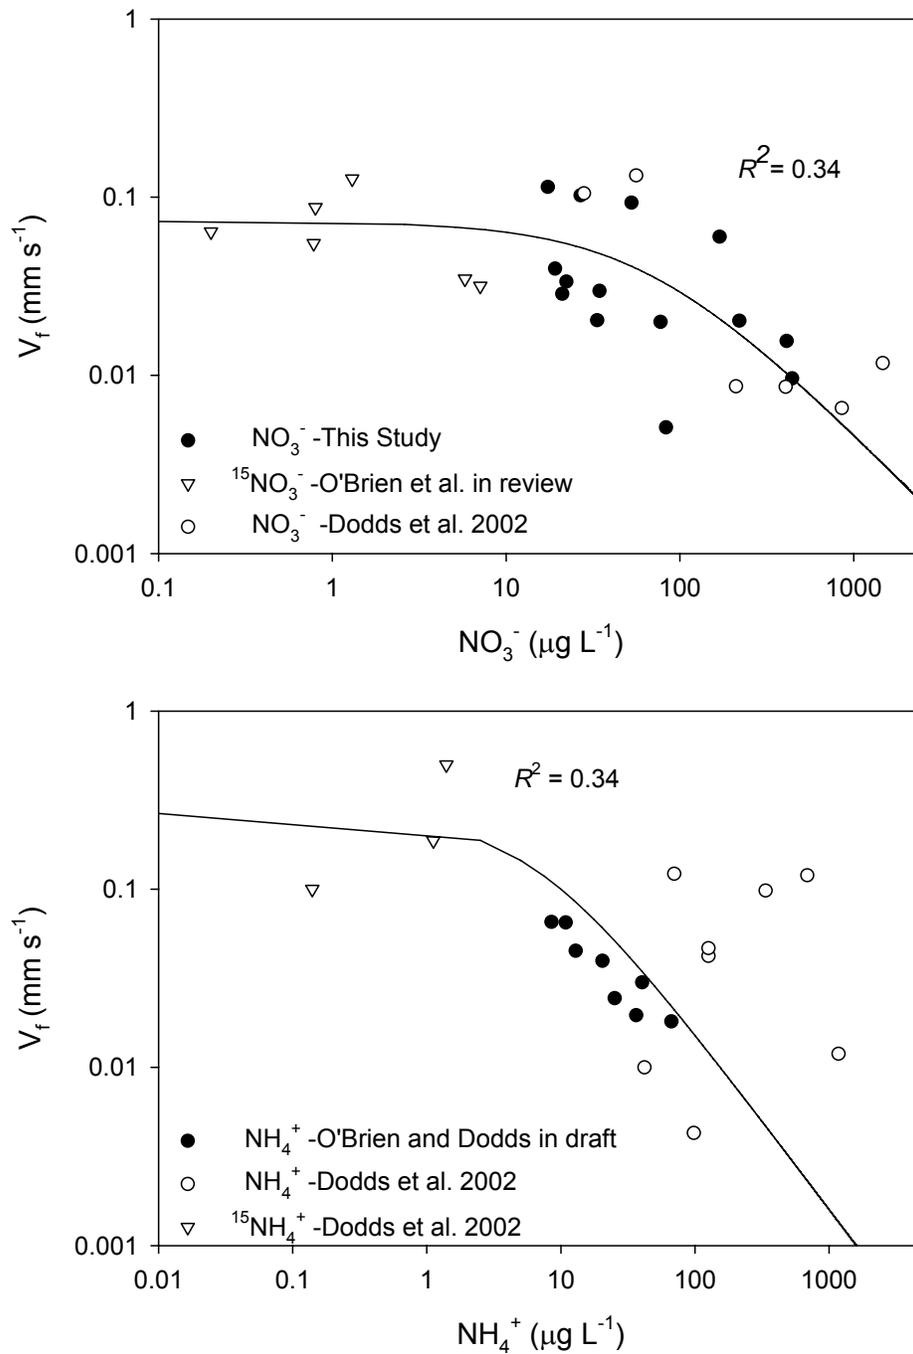 1
R² = 0.34
0.1
V_f (mm s⁻¹)
0.01
NO₃⁻ -This Study
¹⁵NO₃⁻ -O'Brien et al. in review
NO₃⁻ -Dodds et al. 2002
0.001
0.1 1 10 100 1000
NO₃⁻ (μg L⁻¹)
1
R² = 0.34
0.1
V_f (mm s⁻¹)
0.01
NH₄⁺ -O'Brien and Dodds in draft
NH₄⁺ -Dodds et al. 2002
¹⁵NH₄⁺ -Dodds et al. 2002
0.001
0.01 0.1 1 10 100 1000
NH₄⁺ (μg L⁻¹)